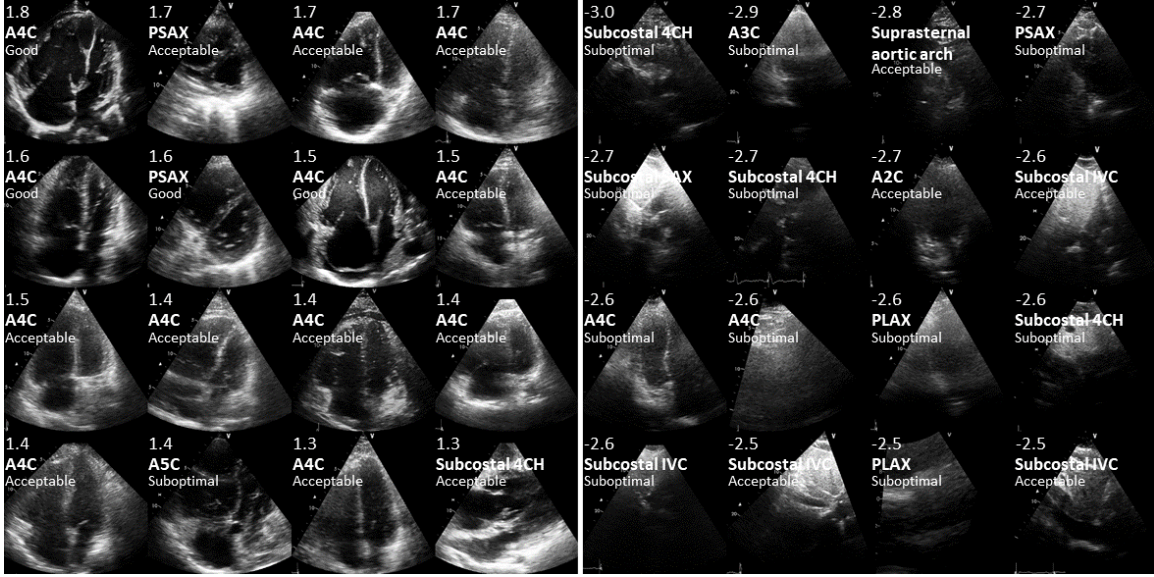 1.8
A4C
Good
1.7
PSAX
Acceptable
1.7
A4C
Acceptable
1.7
A4C
Acceptable
-3.0
Subcostal 4CH
Suboptimal
-2.9
A3C
Suboptimal
-2.8
Suprasternal
aortic arch
Acceptable
-2.7
PSAX
Suboptimal
1.6
A4C
Good
1.6
PSAX
Good
1.5
A4C
Good
1.5
A4C
Acceptable
-2.7
Subcostal SAX
Suboptimal
-2.7
Subcostal 4CH
Suboptimal
-2.7
A2C
Acceptable
-2.6
Subcostal IVC
Acceptable
1.5
A4C
Acceptable
1.4
A4C
Acceptable
1.4
A4C
Acceptable
1.4
A4C
Acceptable
-2.6
A4C
Suboptimal
-2.6
A4C
Suboptimal
-2.6
PLAX
Suboptimal
-2.6
Subcostal 4CH
Suboptimal
1.4
A4C
Acceptable
1.4
A5C
Suboptimal
1.3
A4C
Acceptable
1.3
Subcostal 4CH
Acceptable
-2.6
Subcostal IVC
Suboptimal
-2.5
Subcostal IVC
Acceptable
-2.5
PLAX
Suboptimal
-2.5
Subcostal IVC
Acceptable